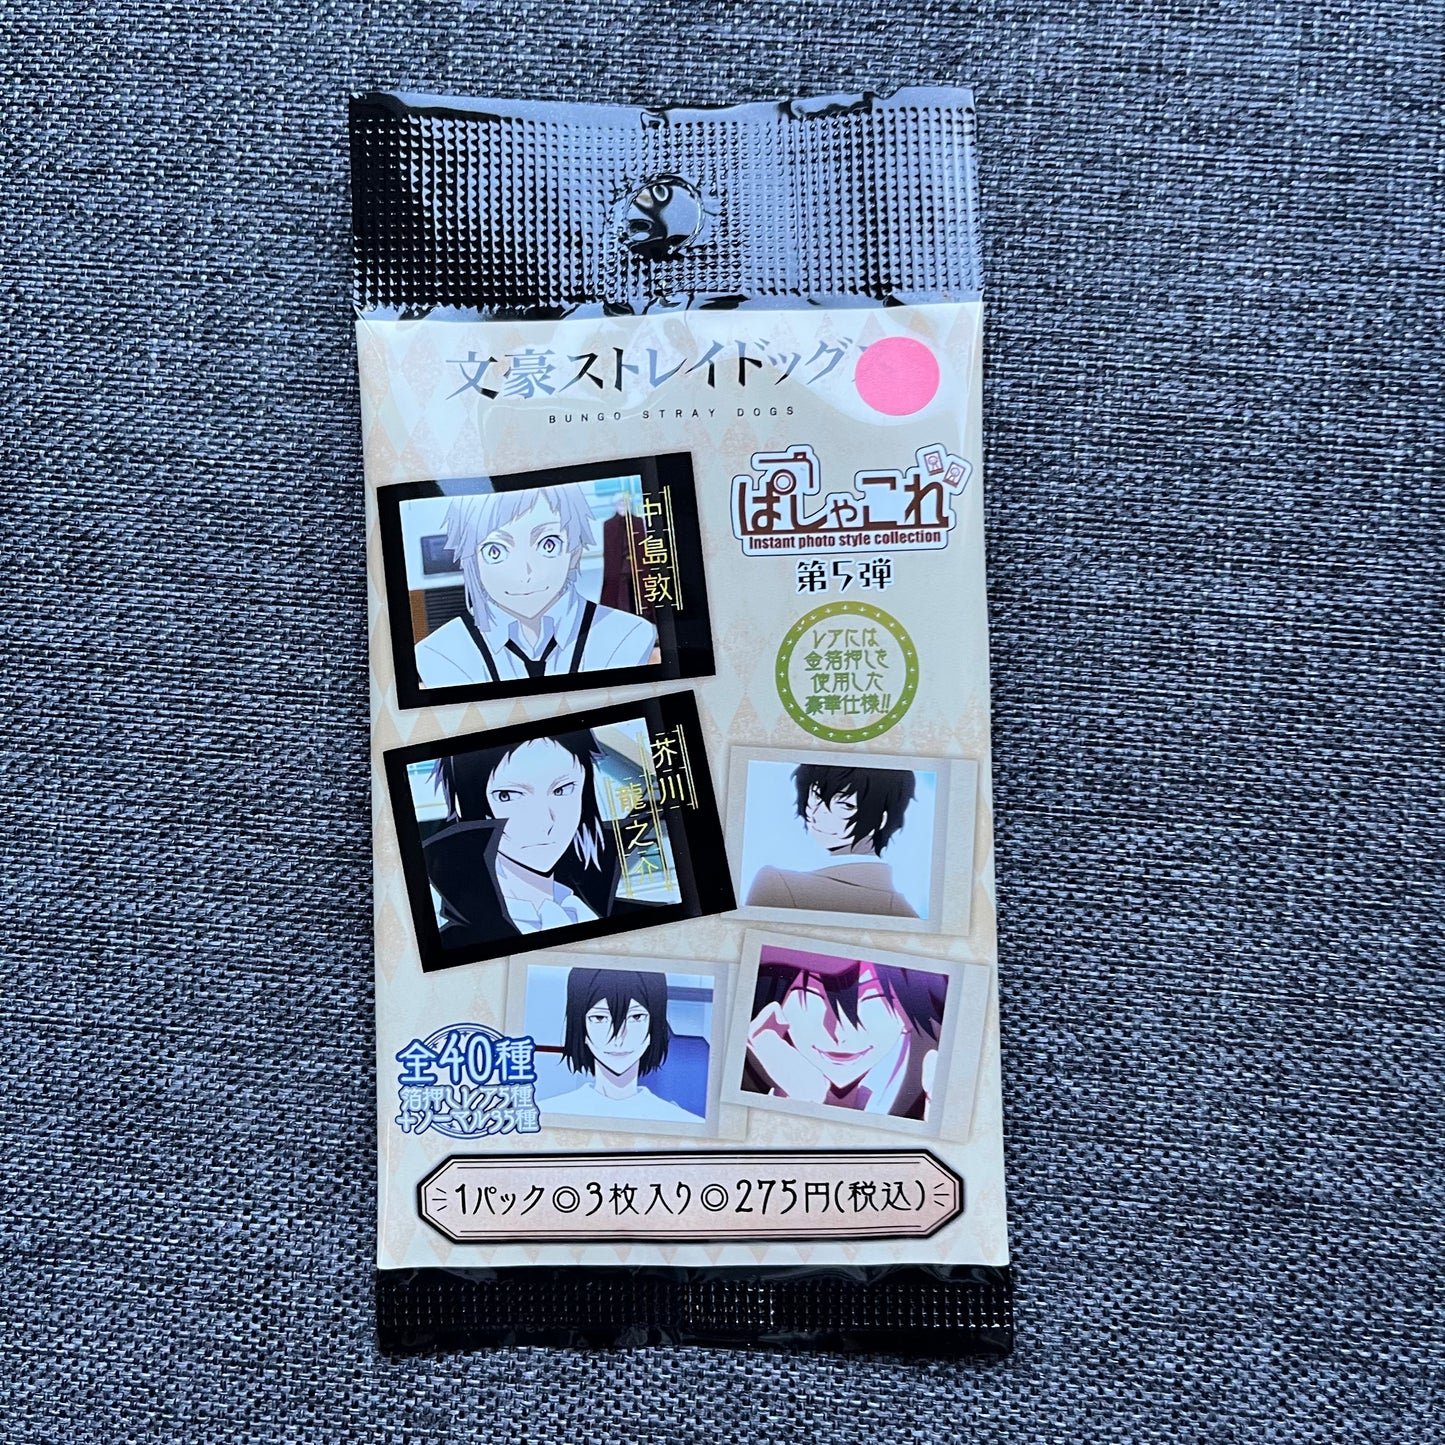 文豪ストレイドッグ
BUNGO STRAY DOGS
ぱしゃこれ
Instant photo style collection
第5弾
レアには
金箔押しを
使用した
豪華仕様!!
中島敦
芥川
龍之介
全40種
箔押しレア5種
+ノーマル35種
1パック◎3枚入り◎275円(税込)